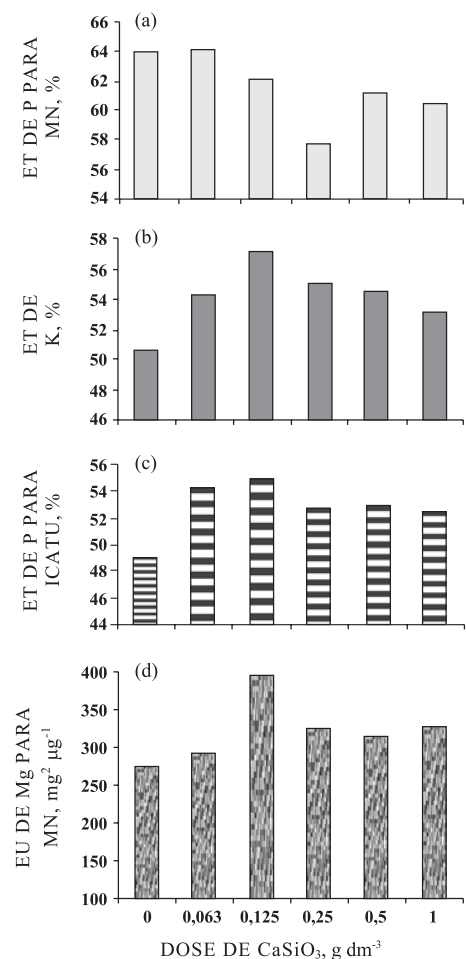 (a)
ET DE P PARA
MN, %
66
64
62
60
58
56
54
(b)
ET DE
K, %
58
56
54
52
50
48
46
(c)
ET DE P PARA
ICATU, %
56
54
52
50
48
46
44
(d)
EU DE Mg PARA
MN, mg² µg⁻¹
400
350
300
250
200
150
100
0 0,063 0,125 0,25 0,5 1
DOSE DE CaSiO₃, g dm⁻³